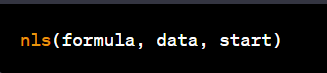 nls(formula, data, start)